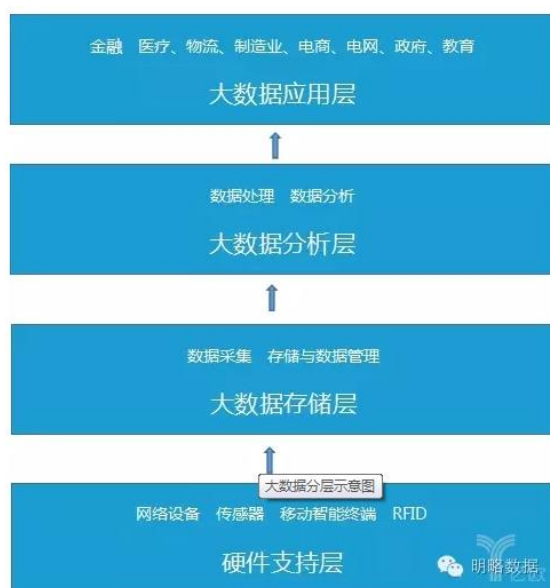 金融 医疗、物流、制造业、电商、电网、政府、教育
大数据应用层
数据处理 数据分析
大数据分析层
数据采集 存储与数据管理
大数据存储层
大数据分层示意图
网络设备 传感器 移动智能终端 RFID
硬件支持层
明略数据